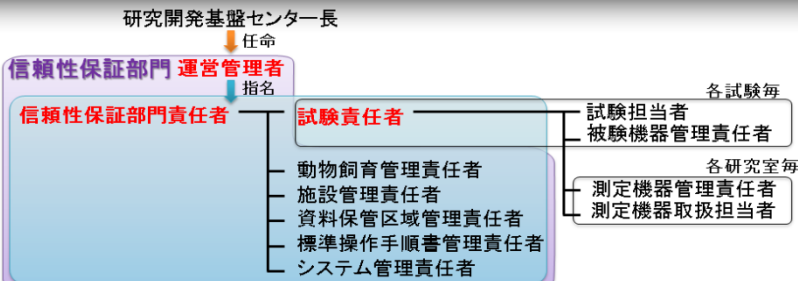 研究開発基盤センター長
任命
信頼性保証部門 運営管理者
指名
各試験毎
信頼性保証部門責任者
試験責任者
試験担当者
被験機器管理責任者
各研究室毎
動物飼育管理責任者
施設管理責任者
資料保管区域管理責任者
標準操作手順書管理責任者
システム管理責任者
測定機器管理責任者
測定機器取扱担当者